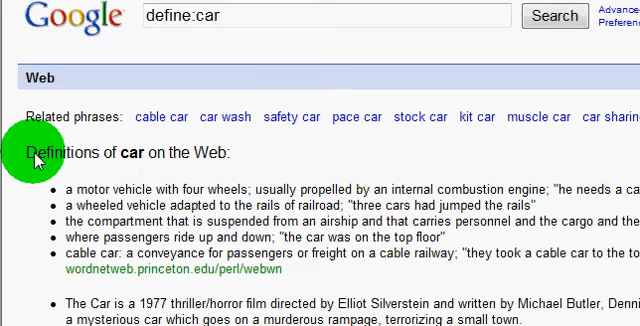 Google™ define:car Search Advance
Preferen
Web
Related phrases: cable car car wash safety car pace car stock car kit car muscle car car sharin
Definitions of car on the Web:
• a motor vehicle with four wheels; usually propelled by an internal combustion engine; "he needs a ca
• a wheeled vehicle adapted to the rails of railroad; "three cars had jumped the rails"
• the compartment that is suspended from an airship and that carries personnel and the cargo and the
• where passengers ride up and down; "the car was on the top floor"
• cable car: a conveyance for passengers or freight on a cable railway; "they took a cable car to the to
wordnetweb.princeton.edu/perl/webwn
• The Car is a 1977 thriller/horror film directed by Elliot Silverstein and written by Michael Butler, Denni
a mysterious car which goes on a murderous rampage, terrorizing a small town.